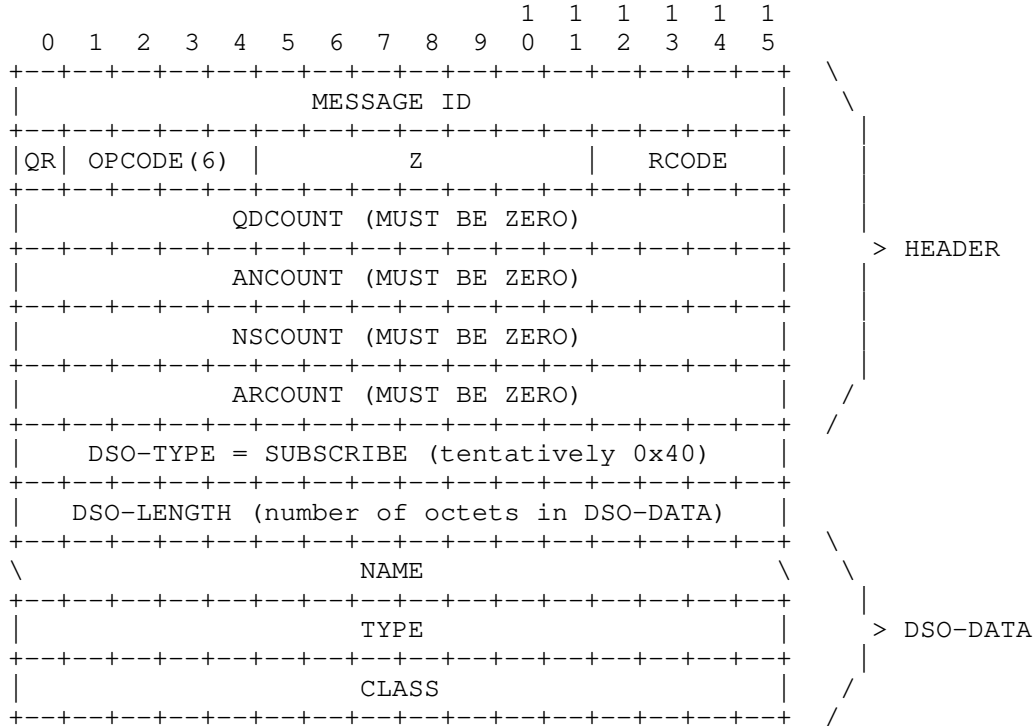 1  1  1  1  1  1
  0  1  2  3  4  5  6  7  8  9  0  1  2  3  4  5
+--+--+--+--+--+--+--+--+--+--+--+--+--+--+--+--+  \
|                  MESSAGE ID                   |   \
+--+--+--+--+--+--+--+--+--+--+--+--+--+--+--+--+    |
|QR| OPCODE(6) |         Z          |   RCODE   |    |
+--+--+--+--+--+--+--+--+--+--+--+--+--+--+--+--+    |
|             QDCOUNT (MUST BE ZERO)            |    |
+--+--+--+--+--+--+--+--+--+--+--+--+--+--+--+--+     > HEADER
|             ANCOUNT (MUST BE ZERO)            |    |
+--+--+--+--+--+--+--+--+--+--+--+--+--+--+--+--+    |
|             NSCOUNT (MUST BE ZERO)            |    |
+--+--+--+--+--+--+--+--+--+--+--+--+--+--+--+--+    |
|             ARCOUNT (MUST BE ZERO)            |   /
+--+--+--+--+--+--+--+--+--+--+--+--+--+--+--+--+  /
|    DSO-TYPE = SUBSCRIBE (tentatively 0x40)    |
+--+--+--+--+--+--+--+--+--+--+--+--+--+--+--+--+
|   DSO-LENGTH (number of octets in DSO-DATA)   |
+--+--+--+--+--+--+--+--+--+--+--+--+--+--+--+--+  \
\                     NAME                      \   \
+--+--+--+--+--+--+--+--+--+--+--+--+--+--+--+--+    |
|                     TYPE                      |     > DSO-DATA
+--+--+--+--+--+--+--+--+--+--+--+--+--+--+--+--+    |
|                     CLASS                     |   /
+--+--+--+--+--+--+--+--+--+--+--+--+--+--+--+--+  /